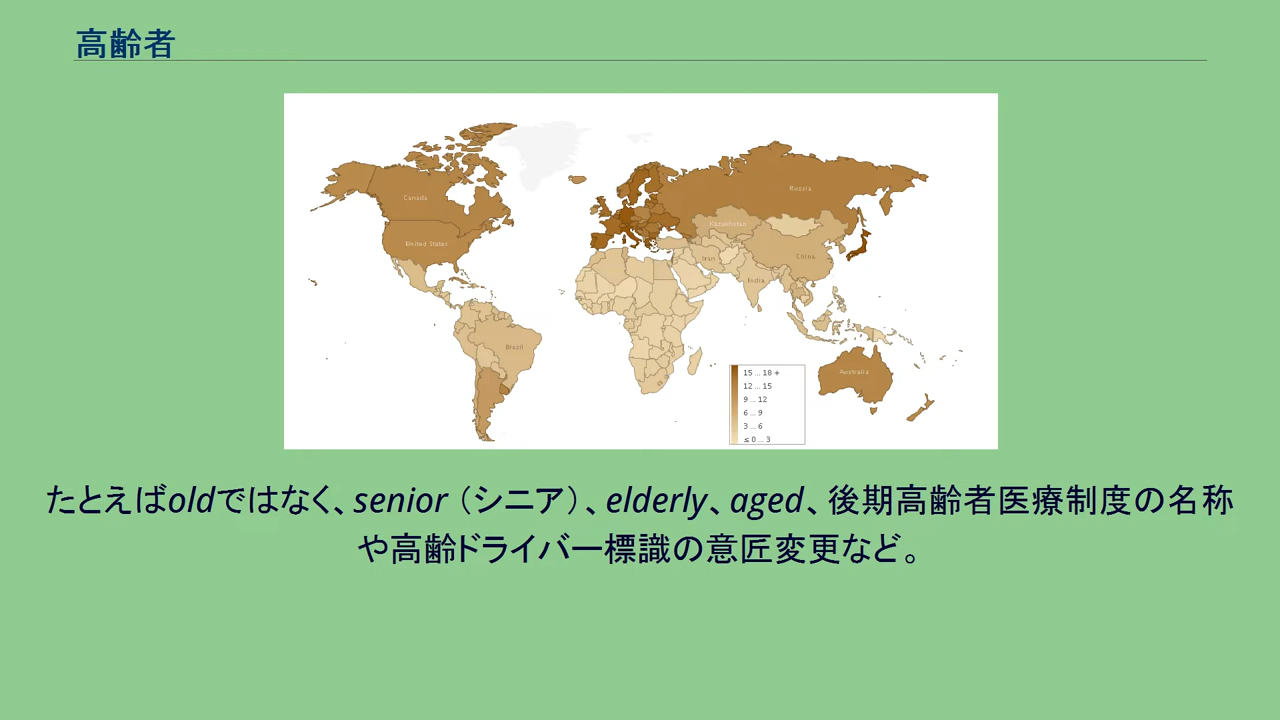 高齢者
Canada
Russia
United States
Kazakhstan
Iran
China
India
Brazil
Australia
15 ... 18 +
12 ... 15
9 ... 12
6 ... 9
3 ... 6
≤ 0 ... 3
たとえばoldではなく、senior（シニア）、elderly、aged、後期高齢者医療制度の名称
や高齢ドライバー標識の意匠変更など。